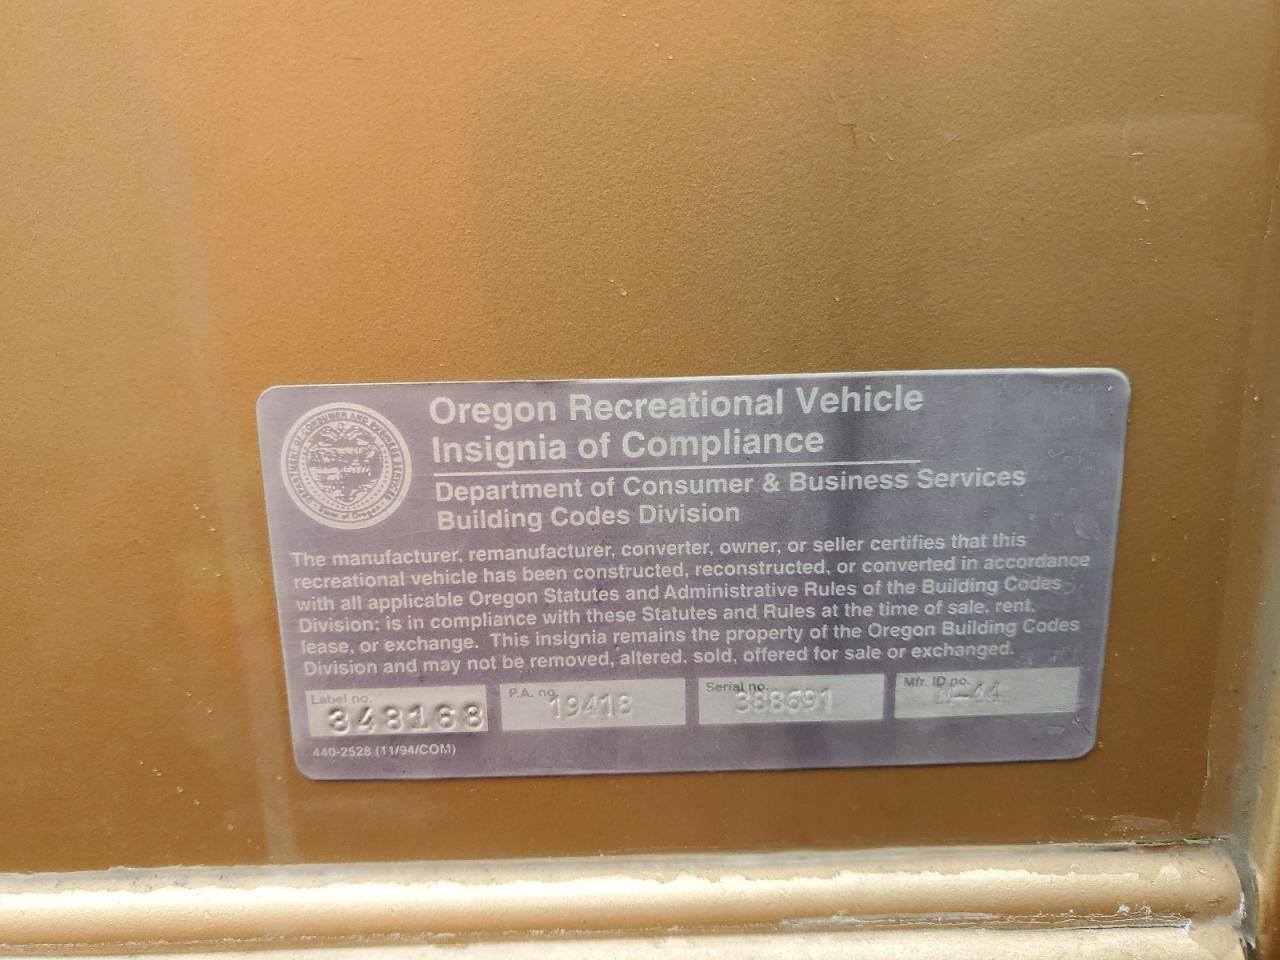 Oregon Recreational Vehicle
Insignia of Compliance
Department of Consumer & Business Services
Building Codes Division
The manufacturer, remanufacturer, converter, owner, or seller certifies that this
recreational vehicle has been constructed, reconstructed, or converted in accordance
with all applicable Oregon Statutes and Administrative Rules of the Building Codes
Division; is in compliance with these Statutes and Rules at the time of sale, rent,
lease, or exchange. This insignia remains the property of the Oregon Building Codes
Division and may not be removed, altered, sold, offered for sale or exchanged.
Label no. P.A. no. Serial no. Mfr. ID no.
348168 19418 388691
440-2528 (11/94/COM)